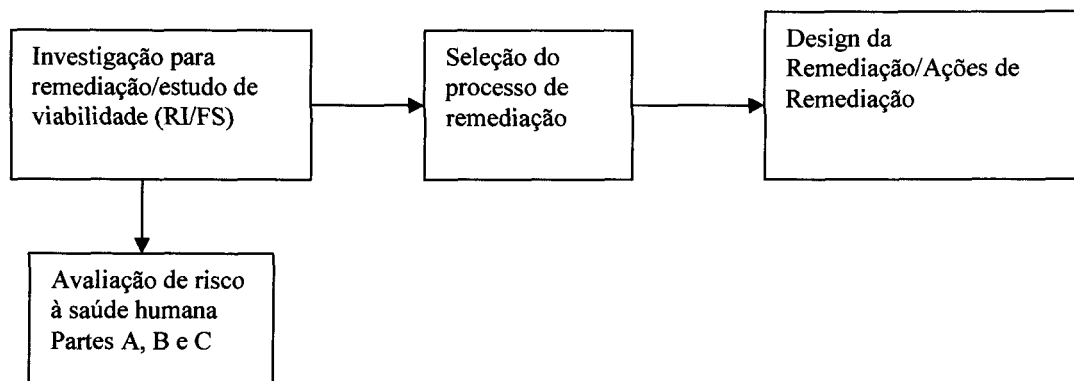 Investigação para
remediação/estudo de
viabilidade (RI/FS)
Seleção do
processo de
remediação
Design da
Remediação/Ações de
Remediação
Avaliação de risco
à saúde humana
Partes A, B e C